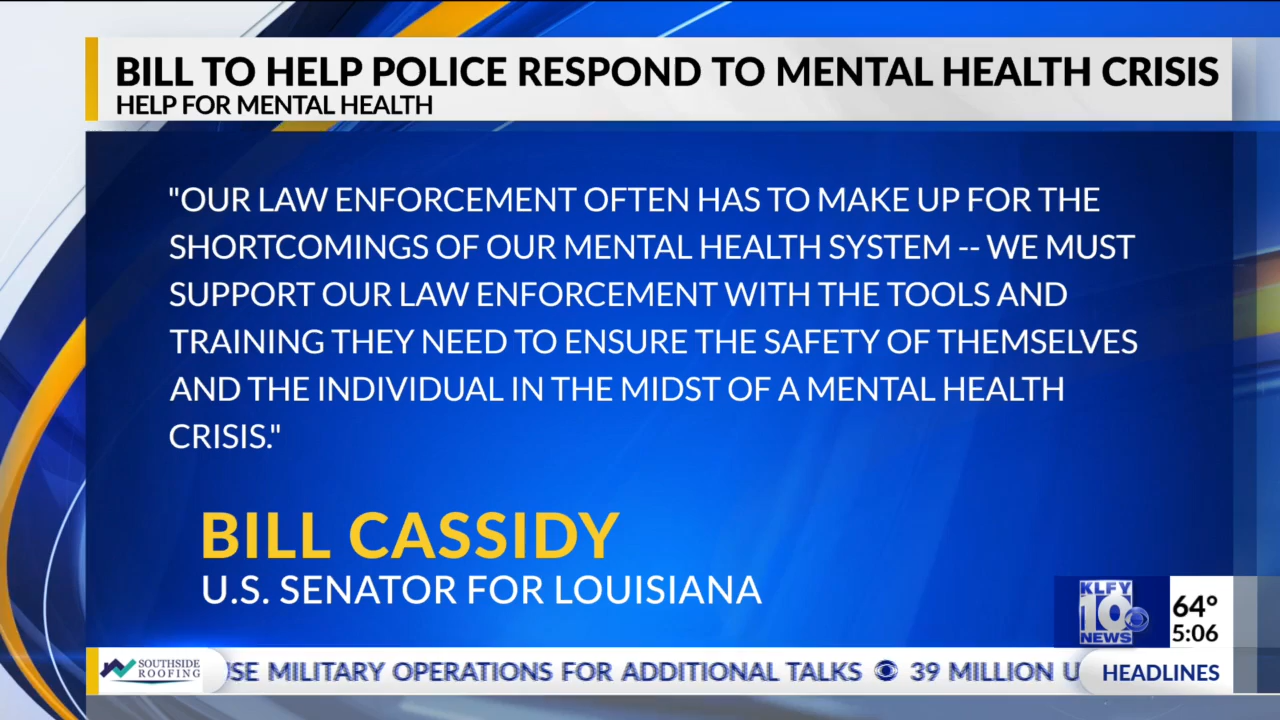 BILL TO HELP POLICE RESPOND TO MENTAL HEALTH CRISIS
HELP FOR MENTAL HEALTH
"OUR LAW ENFORCEMENT OFTEN HAS TO MAKE UP FOR THE
SHORTCOMINGS OF OUR MENTAL HEALTH SYSTEM -- WE MUST
SUPPORT OUR LAW ENFORCEMENT WITH THE TOOLS AND
TRAINING THEY NEED TO ENSURE THE SAFETY OF THEMSELVES
AND THE INDIVIDUAL IN THE MIDST OF A MENTAL HEALTH
CRISIS."
BILL CASSIDY
U.S. SENATOR FOR LOUISIANA
KLFY
10
NEWS
64°
5:06
SOUTHSIDE
ROOFING
SE MILITARY OPERATIONS FOR ADDITIONAL TALKS 39 MILLION U
HEADLINES